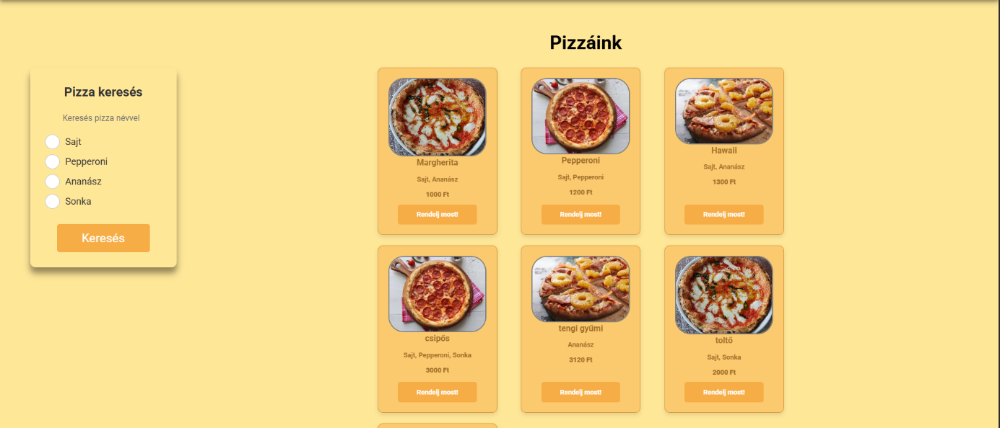 Pizzáink
Pizza keresés
Keresés pizza névvel
Sajt
Pepperoni
Ananász
Sonka
Keresés
Margherita
Sajt, Ananász
1000 Ft
Rendelj most!
Pepperoni
Sajt, Pepperoni
1200 Ft
Rendelj most!
Hawaii
Sajt, Ananász
1300 Ft
Rendelj most!
csipős
Sajt, Pepperoni, Sonka
3000 Ft
Rendelj most!
tengi gyümi
Ananász
3120 Ft
Rendelj most!
toltő
Sajt, Sonka
2000 Ft
Rendelj most!